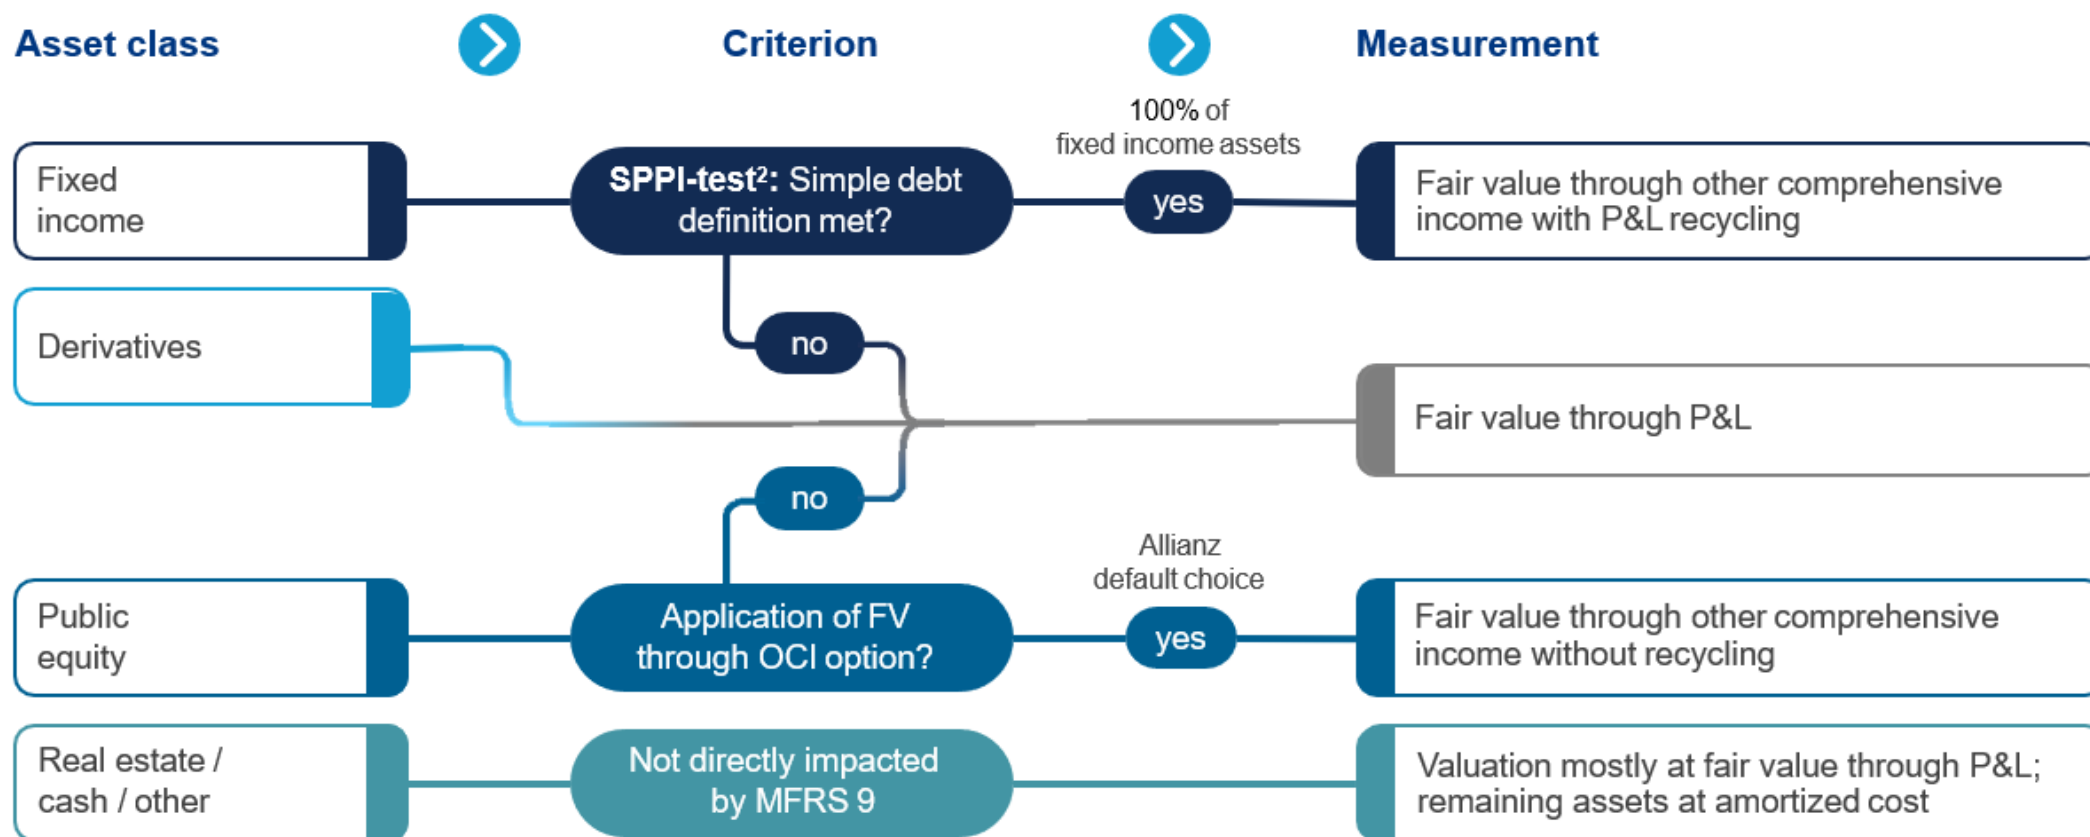 Asset class
Criterion
Measurement
100% of
fixed income assets
Fixed
income
SPPI-test²: Simple debt
definition met?
yes
Fair value through other comprehensive
income with P&L recycling
no
Derivatives
Fair value through P&L
no
Allianz
default choice
Public
equity
Application of FV
through OCI option?
yes
Fair value through other comprehensive
income without recycling
Real estate /
cash / other
Not directly impacted
by MFRS 9
Valuation mostly at fair value through P&L;
remaining assets at amortized cost